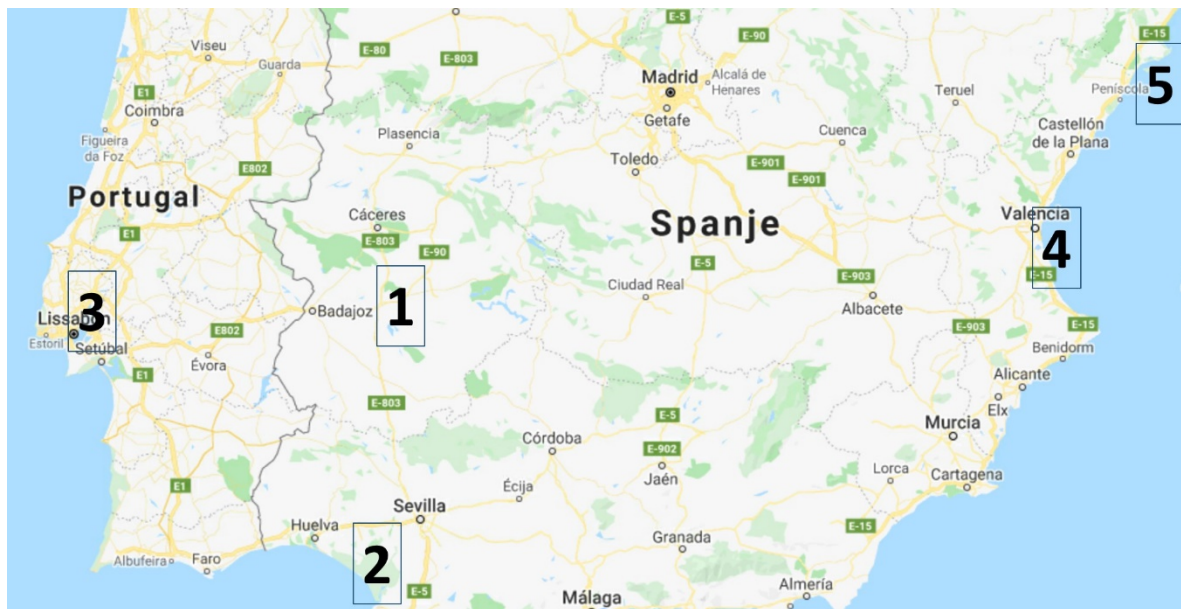 E-5
E-15
Viseu
E-80
E-803
E-90
Guarda
Madrid
Alcalá de
Henares
5
E1
Peníscola
Teruel
Coimbra
Getafe
Castellón
de la Plana
Figueira
da Foz
Plasencia
Cuenca
Toledo
E-901
E802
E-901
Portugal
Cáceres
Spanje
Valencia
E1
E-803
E-90
4
E-5
E-15
E-903
Ciudad Real
3
1
Albacete
Lissabon
Badajoz
E802
E-903
E-15
Estoril
Setúbal
Évora
Benidorm
E1
Alicante
E-803
Elx
E-5
Murcia
Córdoba
E-902
Jaén
Lorca
Cartagena
E1
Écija
Sevilla
Huelva
E-15
Granada
Albufeira
Faro
2
E-5
Almería
Málaga